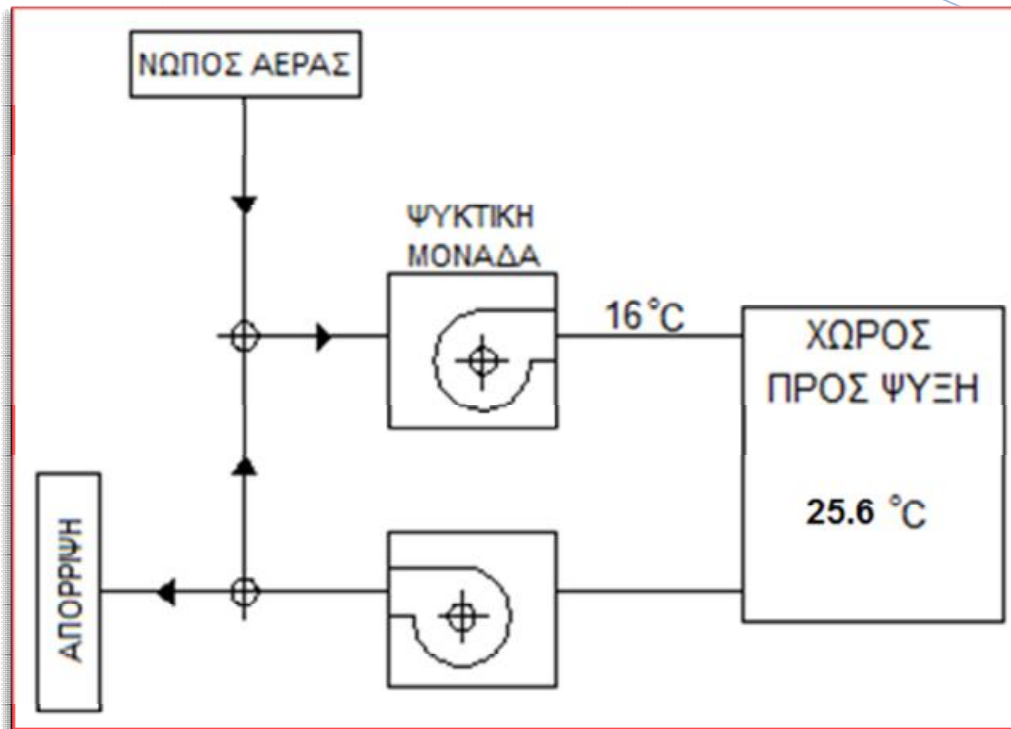 ΝΩΠΟΣ ΑΕΡΑΣ
ΨΥΚΤΙΚΗ
ΜΟΝΑΔΑ
16 °C
ΧΩΡΟΣ
ΠΡΟΣ ΨΥΞΗ
25.6 °C
ΑΠΟΡΡΙΨΗ